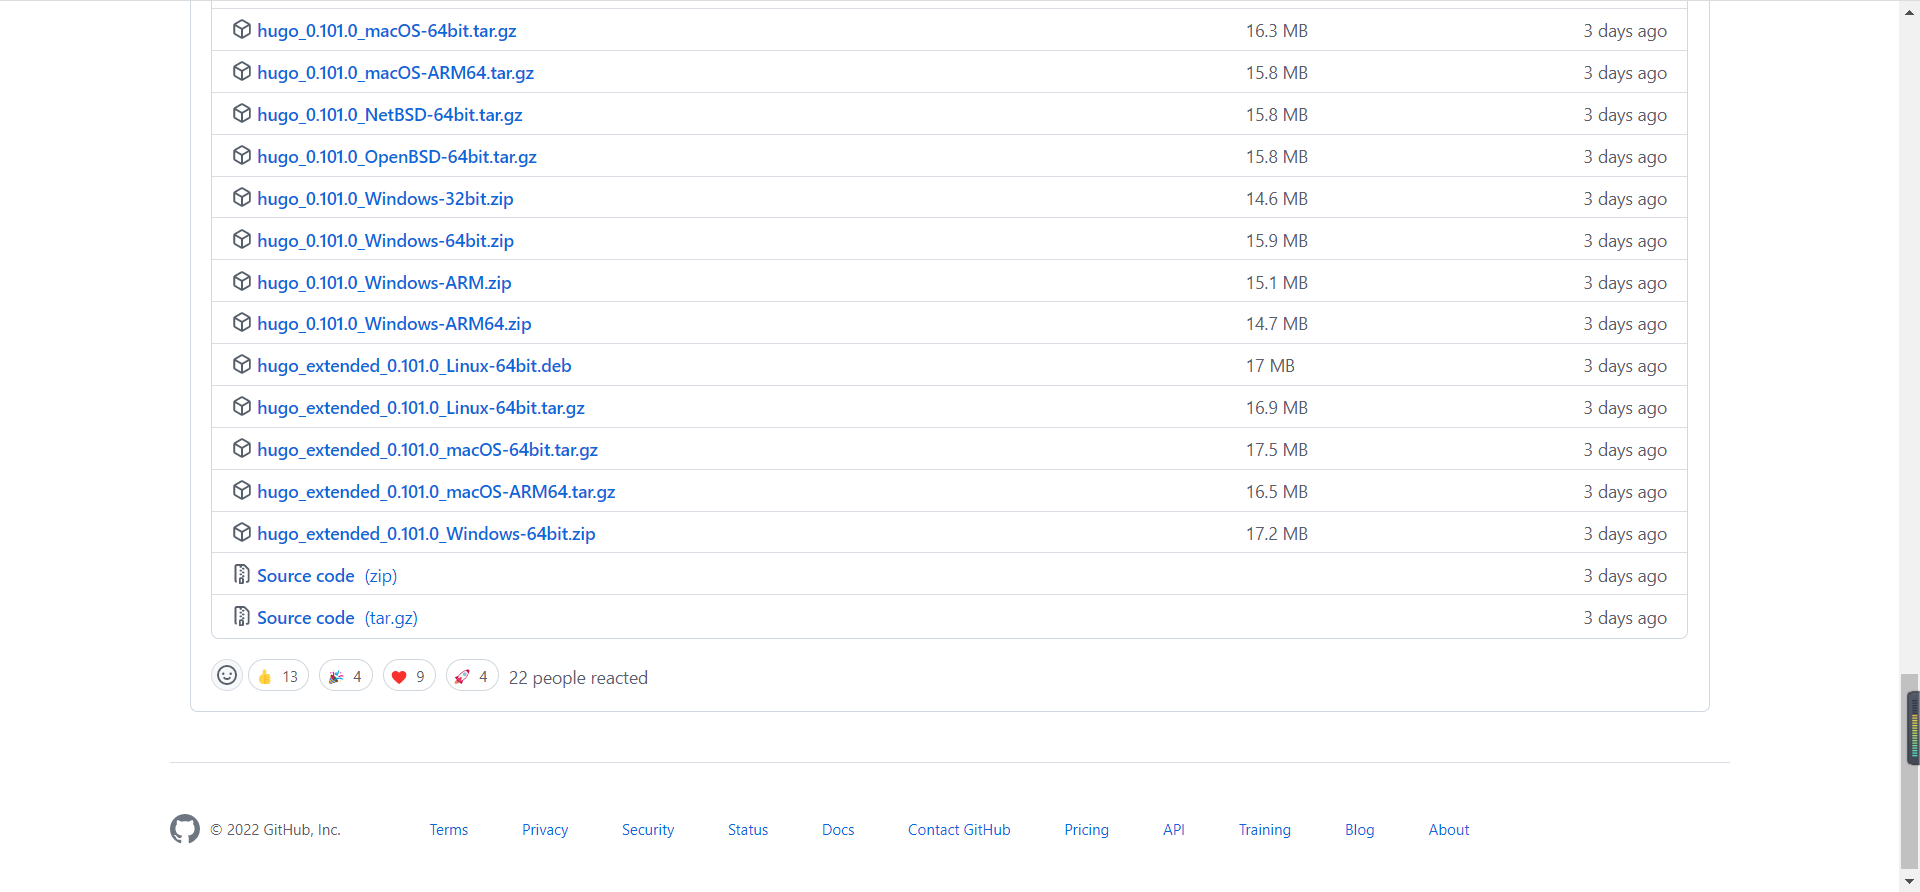 hugo_0.101.0_macOS-64bit.tar.gz 16.3 MB 3 days ago
hugo_0.101.0_macOS-ARM64.tar.gz 15.8 MB 3 days ago
hugo_0.101.0_NetBSD-64bit.tar.gz 15.8 MB 3 days ago
hugo_0.101.0_OpenBSD-64bit.tar.gz 15.8 MB 3 days ago
hugo_0.101.0_Windows-32bit.zip 14.6 MB 3 days ago
hugo_0.101.0_Windows-64bit.zip 15.9 MB 3 days ago
hugo_0.101.0_Windows-ARM.zip 15.1 MB 3 days ago
hugo_0.101.0_Windows-ARM64.zip 14.7 MB 3 days ago
hugo_extended_0.101.0_Linux-64bit.deb 17 MB 3 days ago
hugo_extended_0.101.0_Linux-64bit.tar.gz 16.9 MB 3 days ago
hugo_extended_0.101.0_macOS-64bit.tar.gz 17.5 MB 3 days ago
hugo_extended_0.101.0_macOS-ARM64.tar.gz 16.5 MB 3 days ago
hugo_extended_0.101.0_Windows-64bit.zip 17.2 MB 3 days ago
Source code (zip) 3 days ago
Source code (tar.gz) 3 days ago
13 4 9 4 22 people reacted
© 2022 GitHub, Inc. Terms Privacy Security Status Docs Contact GitHub Pricing API Training Blog About